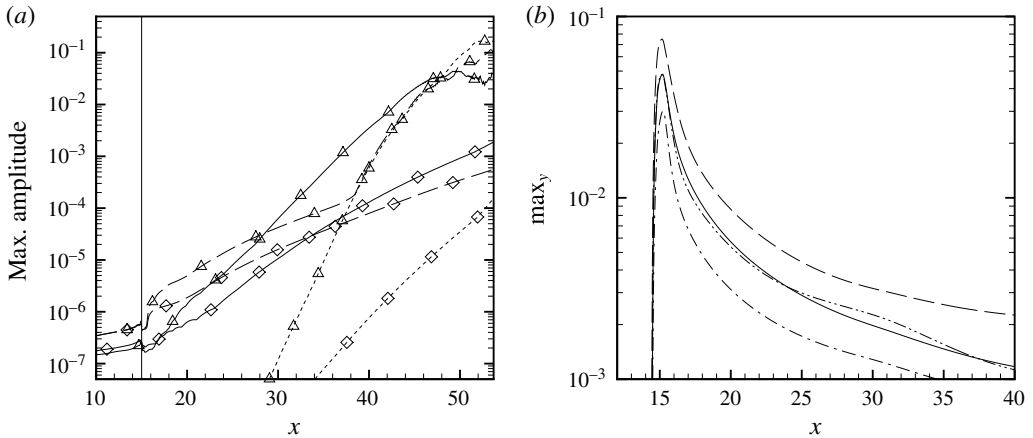 (a)
(b)
10⁻¹
10⁻²
10⁻³
10⁻⁴
10⁻⁵
10⁻⁶
10⁻⁷
Max. amplitude
10 20 30 40 50
x
10⁻¹
10⁻²
10⁻³
max_y
15 20 25 30 35 40
x